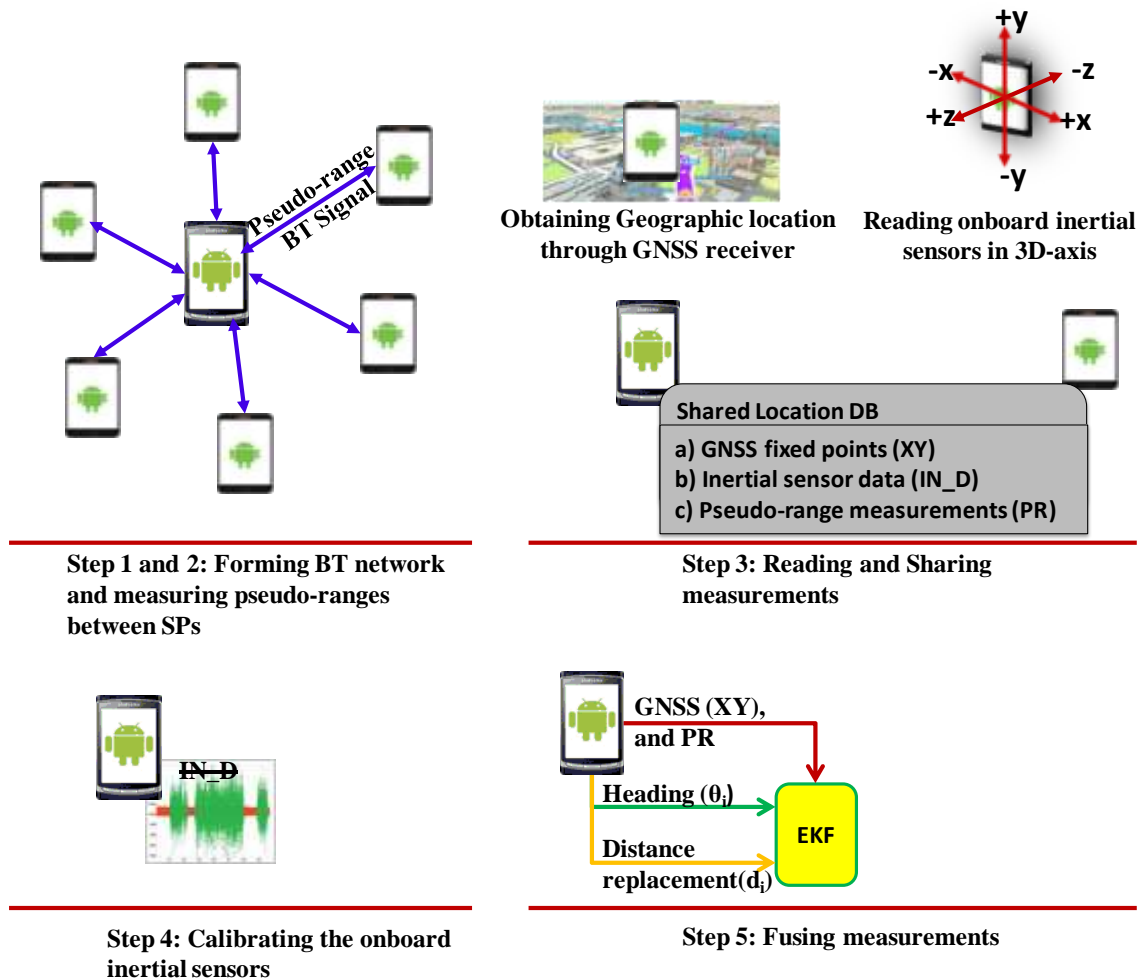 Pseudo-range
BT Signal
Step 1 and 2: Forming BT network
and measuring pseudo-ranges
between SPs
Obtaining Geographic location
through GNSS receiver
+y
-x
-z
+z
+x
-y
Reading onboard inertial
sensors in 3D-axis
Shared Location DB
a) GNSS fixed points (XY)
b) Inertial sensor data (IN_D)
c) Pseudo-range measurements (PR)
Step 3: Reading and Sharing
measurements
IN_D
Step 4: Calibrating the onboard
inertial sensors
GNSS (XY),
and PR
Heading (θi)
Distance
replacement(di)
EKF
Step 5: Fusing measurements